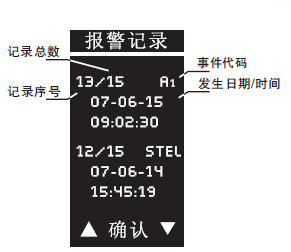 报警记录
记录总数
事件代码
13/15 A1
记录序号
发生日期/时间
07-06-15
09:02:30
12/15 STEL
07-06-14
15:45:19
▲ 确认 ▼